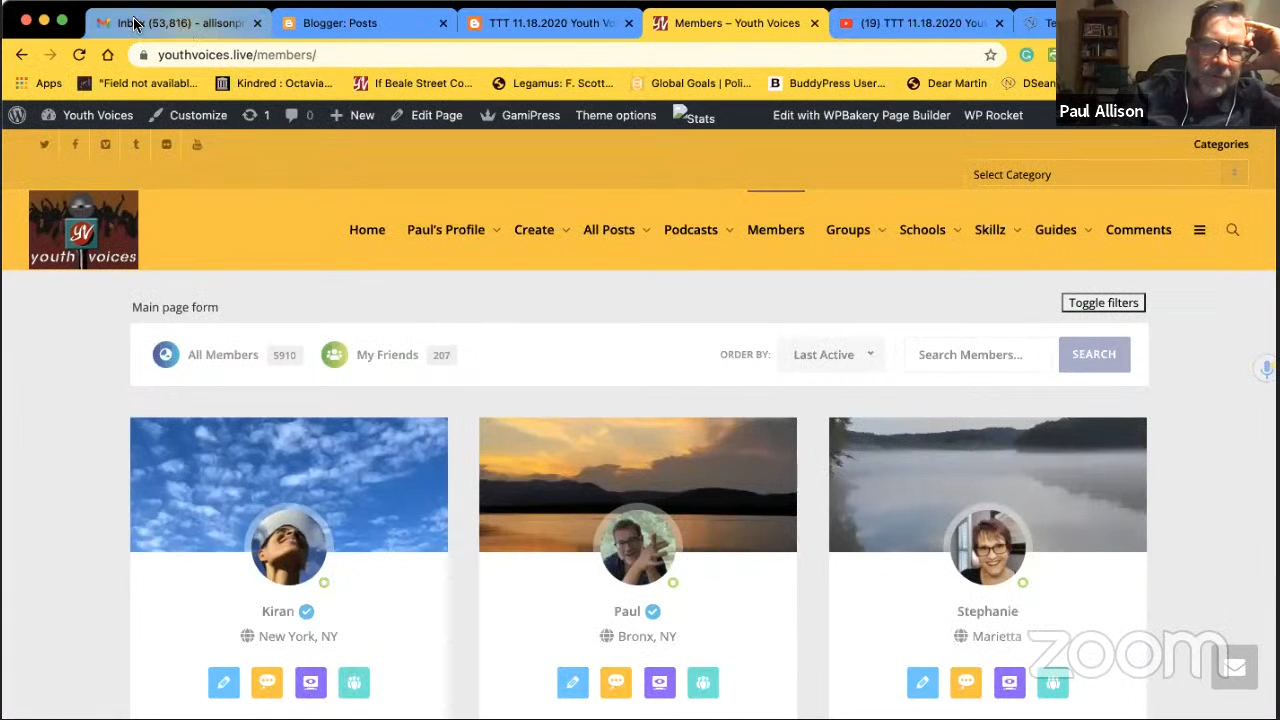 Inbox (53,816) - allisonpr
Blogger: Posts
TTT 11.18.2020 Youth Vo
Members – Youth Voices
(19) TTT 11.18.2020 You
Te
youthvoices.live/members/
Apps
"Field not availabl...
Kindred : Octavia...
If Beale Street Co...
Legamus: F. Scott...
Global Goals | Poli...
BuddyPress User...
Dear Martin
DSean
Paul Allison
Youth Voices
Customize
1
0
New
Edit Page
GamiPress
Theme options
Stats
Edit with WPBakery Page Builder
WP Rocket
Categories
Select Category
YV
youth voices
Home
Paul's Profile
Create
All Posts
Podcasts
Members
Groups
Schools
Skillz
Guides
Comments
Main page form
Toggle filters
All Members 5910
My Friends 207
ORDER BY:
Last Active
Search Members...
SEARCH
Kiran
New York, NY
Paul
Bronx, NY
Stephanie
Marietta
zoom